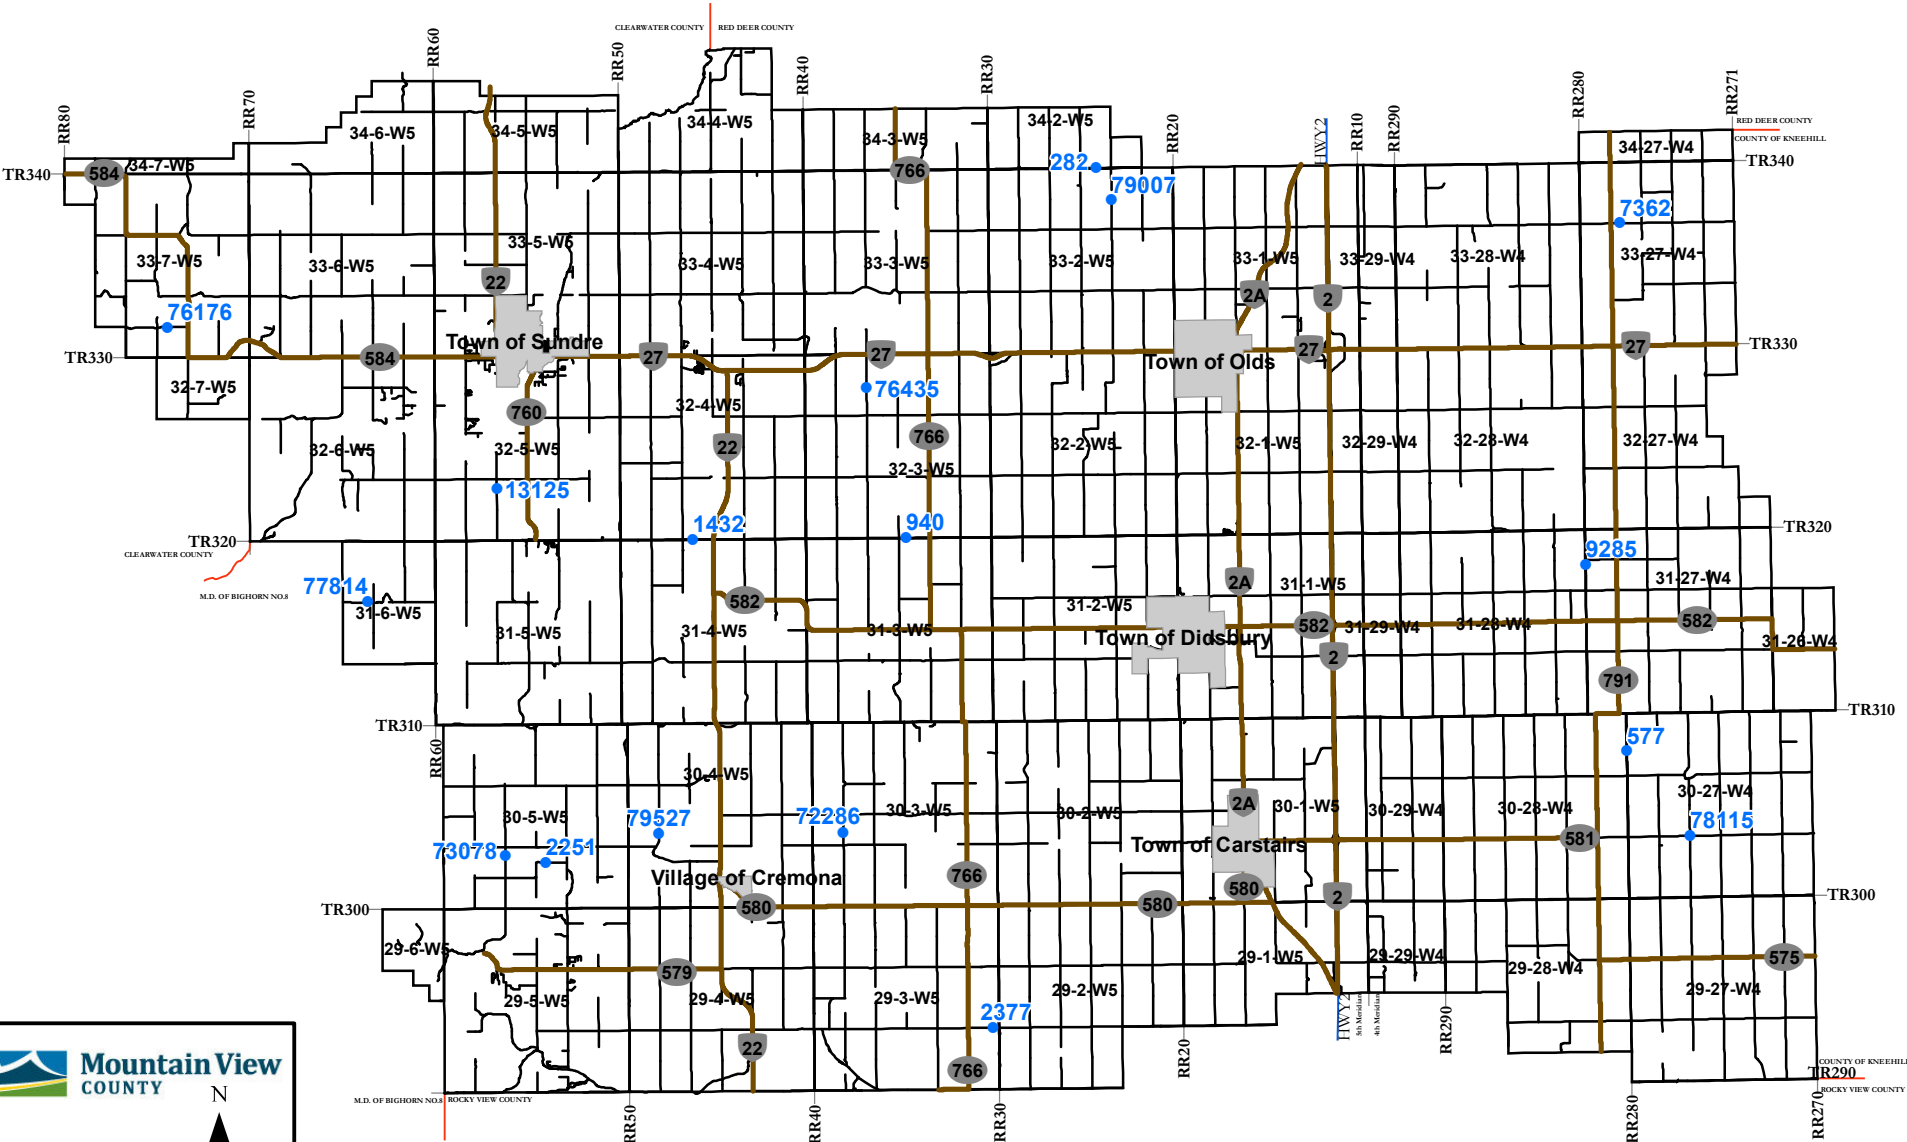 CLEARWATER COUNTY
RED DEER COUNTY
RR80
RR70
RR60
RR50
RR40
RR30
RR20
HWY2
RR10
RR290
RR280
RR271
RED DEER COUNTY
COUNTY OF KNEEHILL
34-6-W5
34-5-W5
34-4-W5
34-3-W5
34-2-W5
34-27-W4
TR340
584
34-7-W5
766
282
79007
TR340
7362
33-7-W5
33-6-W5
33-5-W5
33-4-W5
33-3-W5
33-2-W5
33-1-W5
33-29-W4
33-28-W4
33-27-W4
22
2A
2
76176
Town of Sundre
TR330
584
27
27
Town of Olds
27
27
TR330
32-7-W5
760
32-4-W5
76435
32-6-W5
32-5-W5
22
766
32-3-W5
32-2-W5
32-1-W5
32-29-W4
32-28-W4
32-27-W4
13125
1432
940
TR320
TR320
CLEARWATER COUNTY
M.D. OF BIGHORN NO.8
9285
77814
31-6-W5
582
2A
31-1-W5
31-27-W4
31-5-W5
31-4-W5
31-3-W5
31-2-W5
Town of Didsbury
582
31-29-W4
31-28-W4
582
31-26-W4
2
791
TR310
TR310
RR60
577
30-4-W5
30-5-W5
79527
72286
30-3-W5
30-2-W5
2A
30-1-W5
30-29-W4
30-28-W4
30-27-W4
78115
73078
2251
Town of Carstairs
581
Village of Cremona
766
580
TR300
580
580
2
TR300
29-6-W5
579
29-1-W5
29-29-W4
29-28-W4
575
29-5-W5
29-4-W5
29-3-W5
29-2-W5
29-27-W4
2377
HWY2
5th Meridian
4th Meridian
RR290
22
766
RR20
COUNTY OF KNEEHILL
TR290
ROCKY VIEW COUNTY
M.D. OF BIGHORN NO.8
ROCKY VIEW COUNTY
RR50
RR40
RR30
RR280
RR270
Mountain View
COUNTY
N